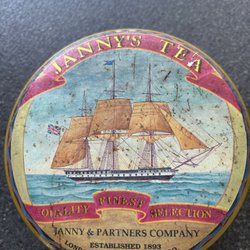 JANNY'S TEA
QUALITY FINEST SELECTION
JANNY & PARTNERS COMPANY
ESTABLISHED 1893